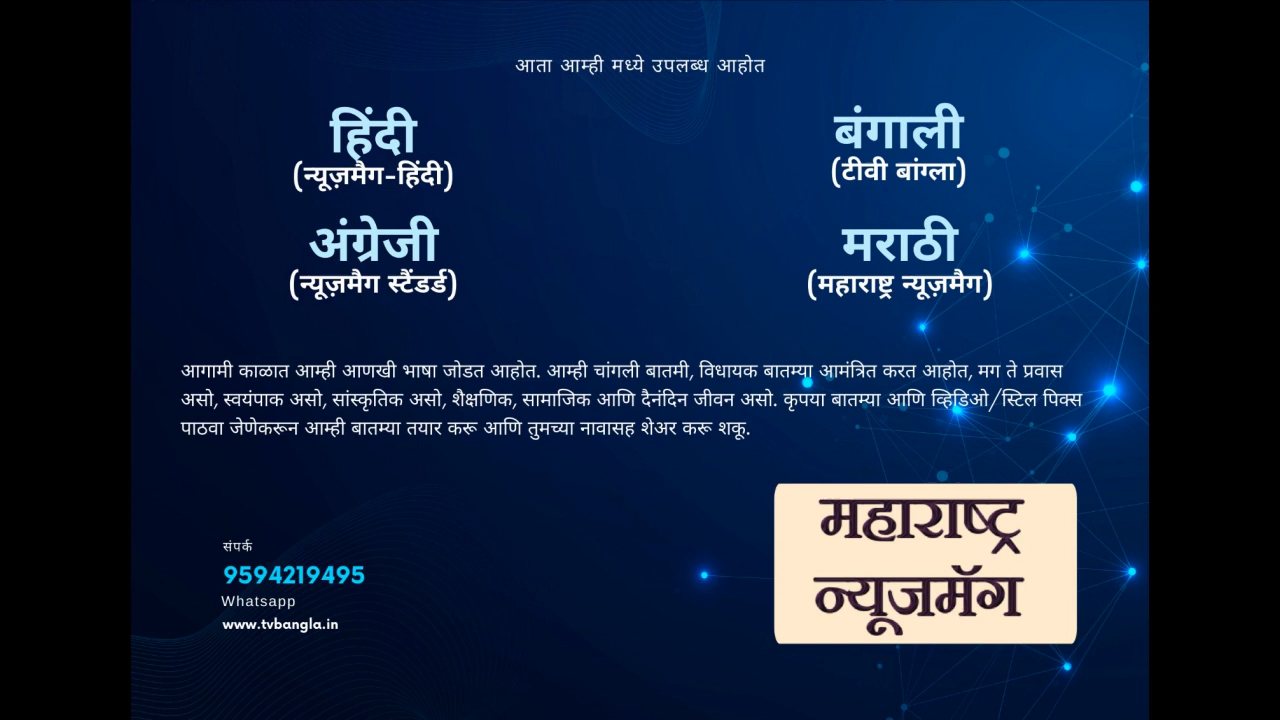 आता आम्ही मध्ये उपलब्ध आहोत
हिंदी
(न्यूज़मैग-हिंदी)
बंगाली
(टीवी बांग्ला)
अंग्रेजी
(न्यूज़मैग स्टैंडर्ड)
मराठी
(महाराष्ट्र न्यूज़मैग)
आगामी काळात आम्ही आणखी भाषा जोडत आहोत. आम्ही चांगली बातमी, विधायक बातम्या आमंत्रित करत आहोत, मग ते प्रवास
असो, स्वयंपाक असो, सांस्कृतिक असो, शैक्षणिक, सामाजिक आणि दैनंदिन जीवन असो. कृपया बातम्या आणि व्हिडिओ/स्टिल पिक्स
पाठवा जेणेकरून आम्ही बातम्या तयार करू आणि तुमच्या नावासह शेअर करू शकू.
महाराष्ट्र
न्यूजमॅग
संपर्क
9594219495
Whatsapp
www.tvbangla.in